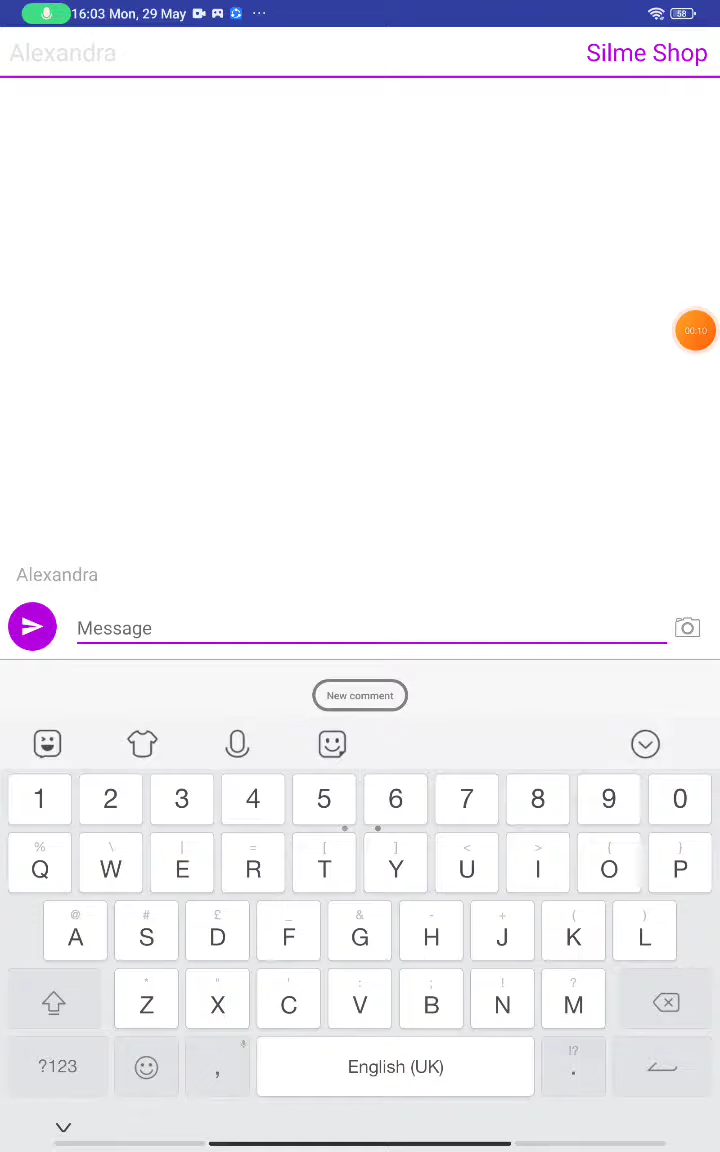 16:03 Mon, 29 May ··· 58
Alexandra Silme Shop
00:10
Alexandra
Message
New comment
1 2 3 4 5 6 7 8 9 0
% \ | = [ ] < > { }
Q W E R T Y U I O P
@ # £ _ & - + ( )
A S D F G H J K L
* " ' : ; ! ?
Z X C V B N M
!?
?123 , English (UK) .